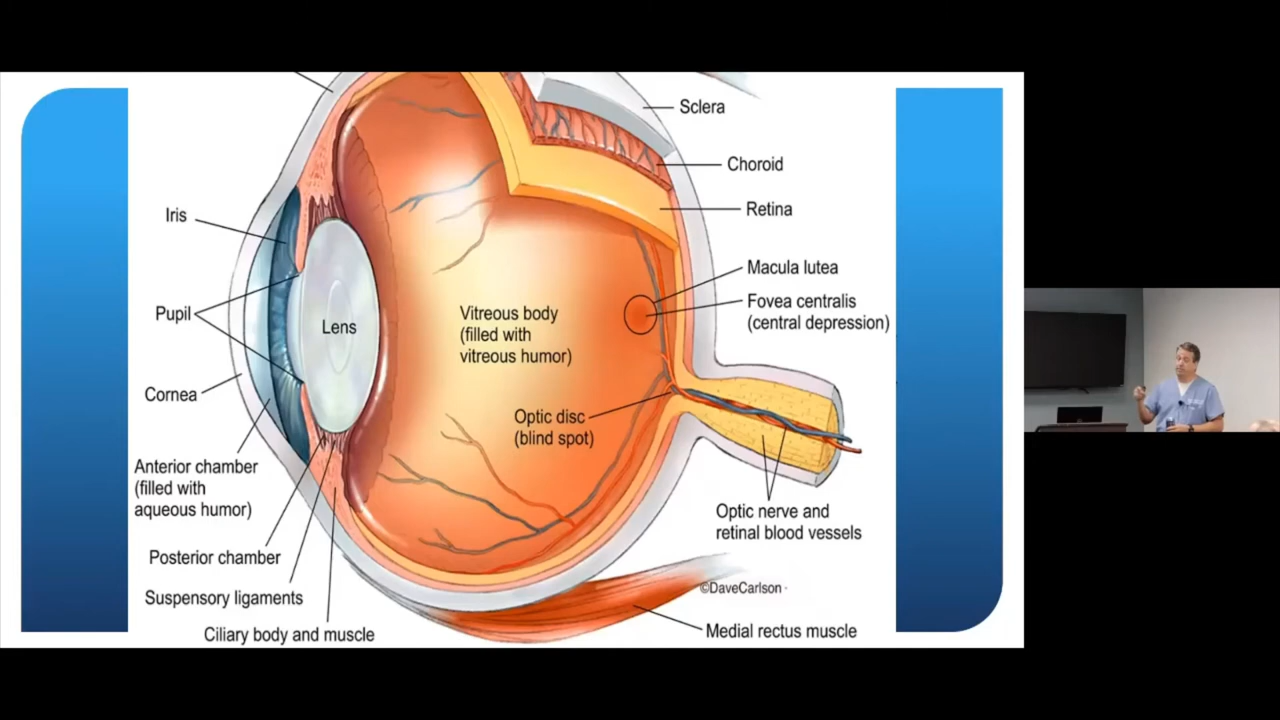 Sclera
Choroid
Retina
Iris
Macula lutea
Fovea centralis
(central depression)
Pupil
Lens
Vitreous body
(filled with
vitreous humor)
Cornea
Optic disc
(blind spot)
Anterior chamber
(filled with
aqueous humor)
Optic nerve and
retinal blood vessels
Posterior chamber
©DaveCarlson
Suspensory ligaments
Ciliary body and muscle
Medial rectus muscle